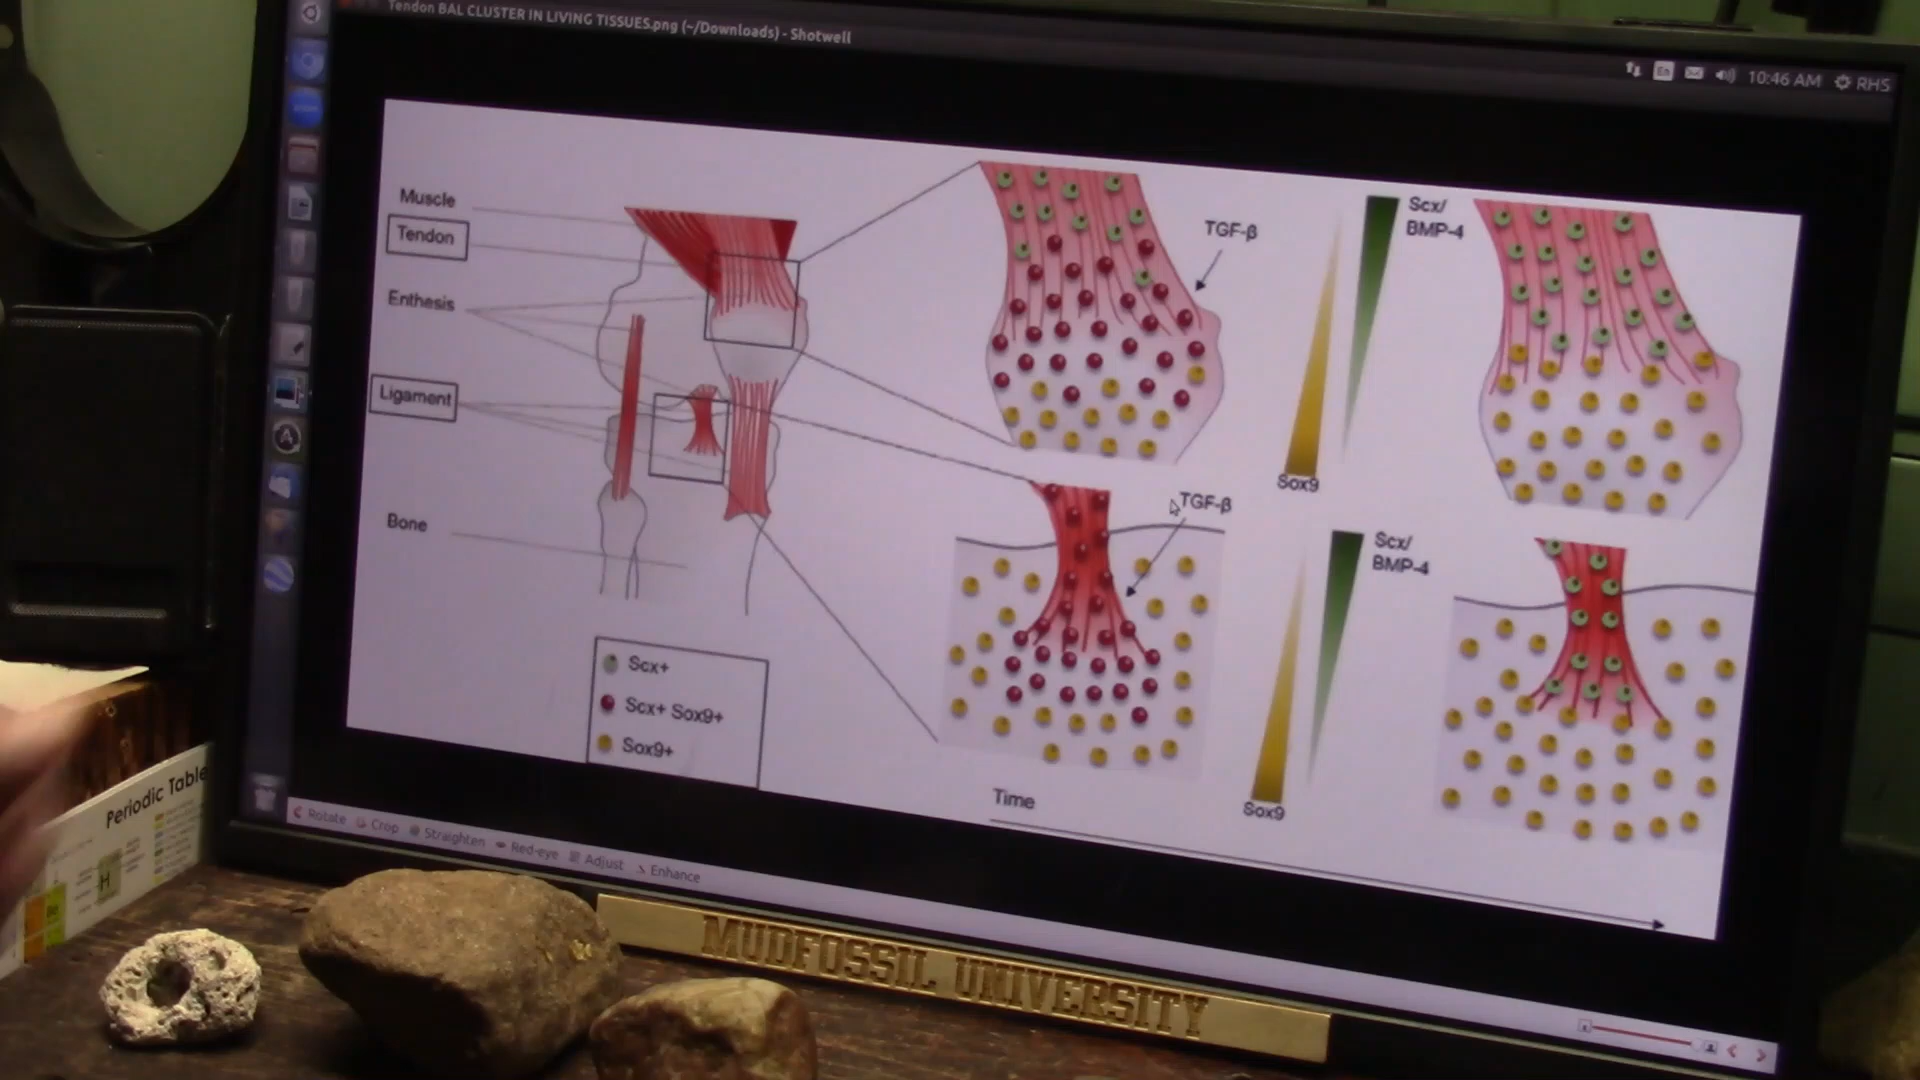 Tendon BAL CLUSTER IN LIVING TISSUES.png (~/Downloads) - Shotwell
En
10:46 AM
RHS
Muscle
Tendon
Enthesis
Ligament
Bone
Scx+
Scx+ Sox9+
Sox9+
TGF-β
Scx/
BMP-4
Sox9
TGF-β
Scx/
BMP-4
Sox9
Time
Rotate
Crop
Straighten
Red-eye
Adjust
Enhance
Periodic Table
H
MUDFOSSIL UNIVERSITY